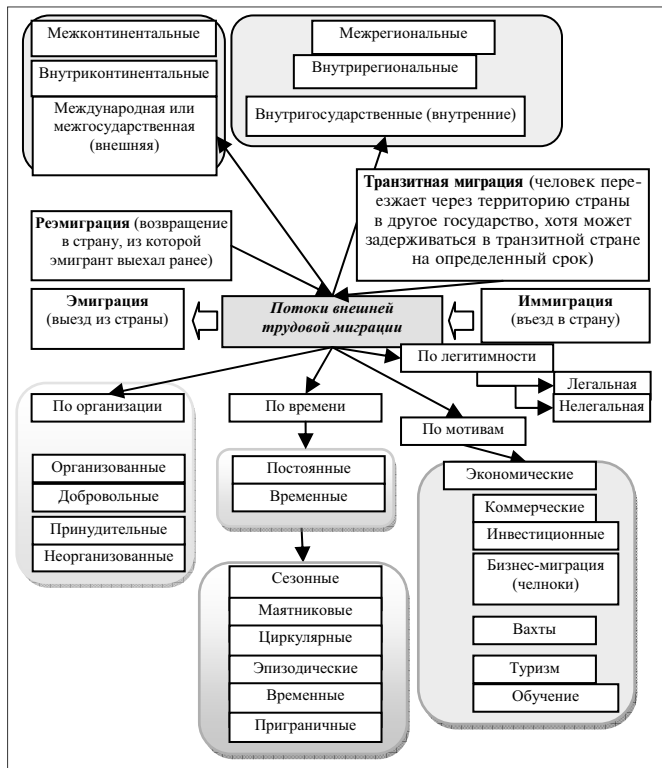 Межконтинентальные
Внутриконтинентальные
Международная или
межгосударственная
(внешняя)
Межрегиональные
Внутрирегиональные
Внутригосударственные (внутренние)
Реэмиграция (возвращение
в страну, из которой
эмигрант выехал ранее)
Транзитная миграция (человек пере-
езжает через территорию страны
в другое государство, хотя может
задерживаться в транзитной стране
на определенный срок)
Эмиграция
(выезд из страны)
Потоки внешней
трудовой миграции
Иммиграция
(въезд в страну)
По легитимности
Легальная
Нелегальная
По организации
Организованные
Добровольные
Принудительные
Неорганизованные
По времени
Постоянные
Временные
Сезонные
Маятниковые
Циркулярные
Эпизодические
Временные
Приграничные
По мотивам
Экономические
Коммерческие
Инвестиционные
Бизнес-миграция
(челноки)
Вахты
Туризм
Обучение